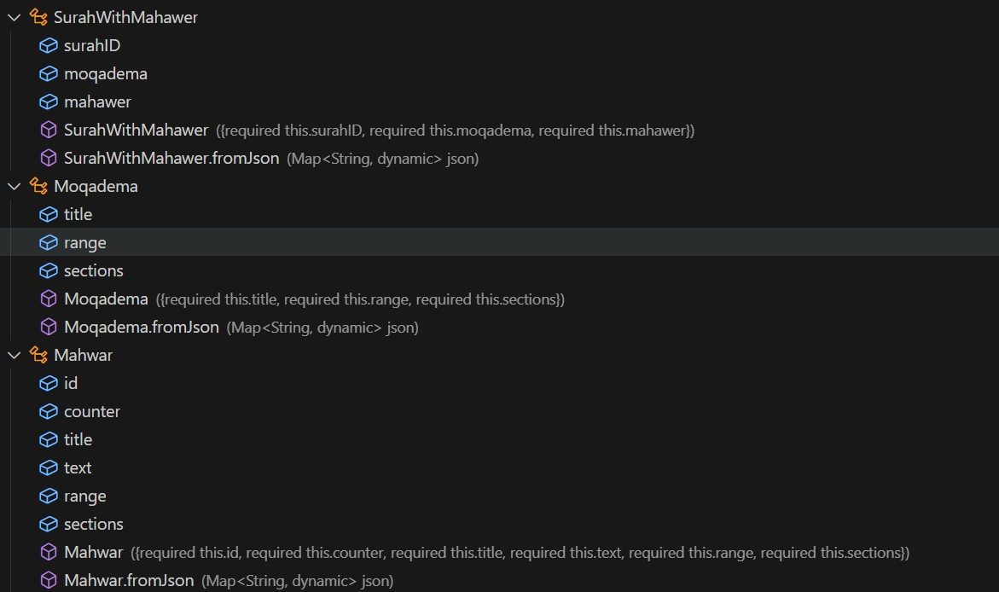 SurahWithMahawer
surahID
moqadema
mahawer
SurahWithMahawer ({required this.surahID, required this.moqadema, required this.mahawer})
SurahWithMahawer.fromJson (Map<String, dynamic> json)
Moqadema
title
range
sections
Moqadema ({required this.title, required this.range, required this.sections})
Moqadema.fromJson (Map<String, dynamic> json)
Mahwar
id
counter
title
text
range
sections
Mahwar ({required this.id, required this.counter, required this.title, required this.text, required this.range, required this.sections})
Mahwar.fromJson (Map<String, dynamic> json)